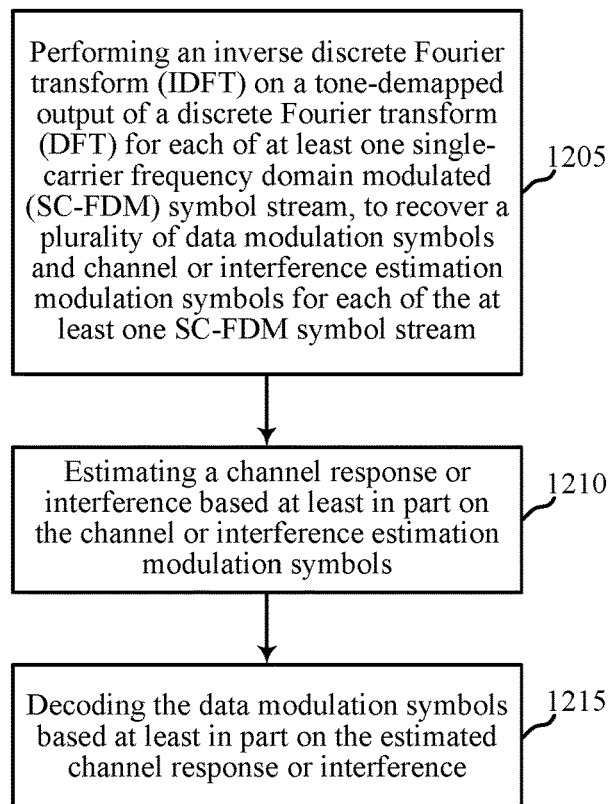 Performing an inverse discrete Fourier
transform (IDFT) on a tone-demapped
output of a discrete Fourier transform
(DFT) for each of at least one single-
carrier frequency domain modulated
(SC-FDM) symbol stream, to recover a
plurality of data modulation symbols
and channel or interference estimation
modulation symbols for each of the at
least one SC-FDM symbol stream
1205
Estimating a channel response or
interference based at least in part on
the channel or interference estimation
modulation symbols
1210
Decoding the data modulation symbols
based at least in part on the estimated
channel response or interference
1215